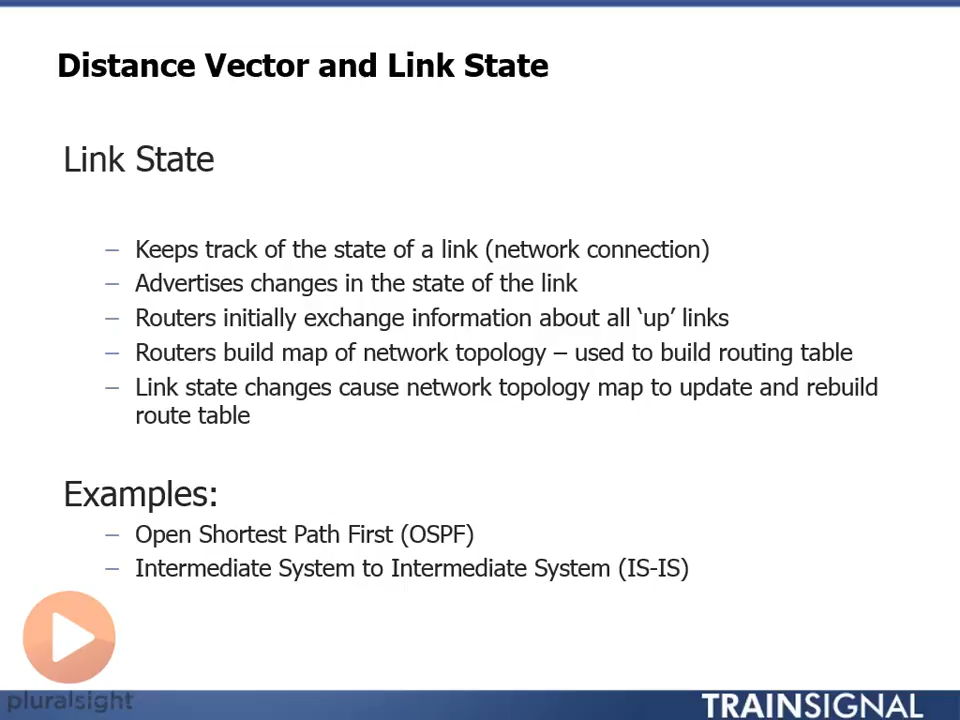 Distance Vector and Link State
Link State
– Keeps track of the state of a link (network connection)
– Advertises changes in the state of the link
– Routers initially exchange information about all ‘up’ links
– Routers build map of network topology – used to build routing table
– Link state changes cause network topology map to update and rebuild
route table
Examples:
– Open Shortest Path First (OSPF)
– Intermediate System to Intermediate System (IS-IS)
pluralsight
TRAINSIGNAL